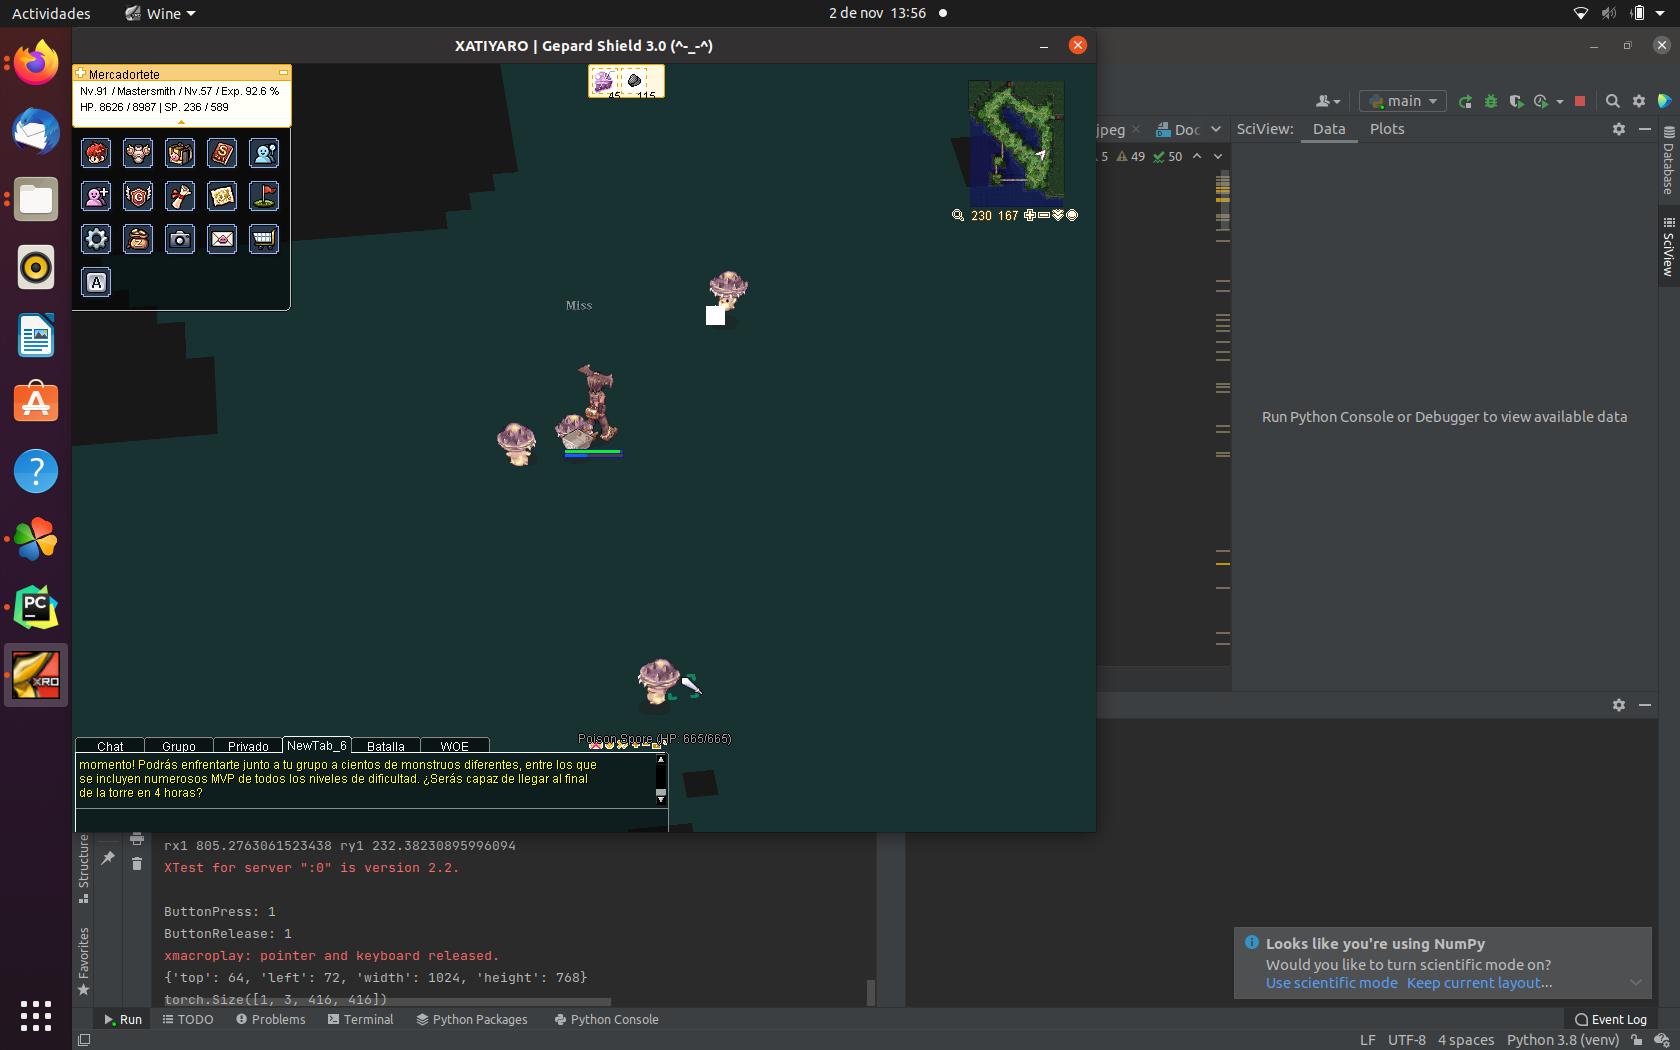 Actividades
Wine
2 de nov 13:56
XATIYARO | Gepard Shield 3.0 (^-_-^)
Mercadortete
Nv.91 / Mastersmith / Nv.57 / Exp. 92.6 %
HP. 8626 / 8987 | SP. 236 / 589
45
115
230 167
Miss
A
Poison Spore (HP: 665/665)
Chat
Grupo
Privado
NewTab_6
Batalla
WOE
momento! Podrás enfrentarte junto a tu grupo a cientos de monstruos diferentes, entre los que
se incluyen numerosos MVP de todos los niveles de dificultad. ¿Serás capaz de llegar al final
de la torre en 4 horas?
main
jpeg
Doc
SciView:
Data
Plots
5
49
50
Database
SciView
Run Python Console or Debugger to view available data
PC
XRO
Structure
Favorites
rx1 805.2763061523438 ry1 232.38230895996094
XTest for server ":0" is version 2.2.
ButtonPress: 1
ButtonRelease: 1
xmacroplay: pointer and keyboard released.
{'top': 64, 'left': 72, 'width': 1024, 'height': 768}
torch.Size([1, 3, 416, 416])
Looks like you're using NumPy
Would you like to turn scientific mode on?
Use scientific mode
Keep current layout...
Run
TODO
Problems
Terminal
Python Packages
Python Console
Event Log
LF
UTF-8
4 spaces
Python 3.8 (venv)